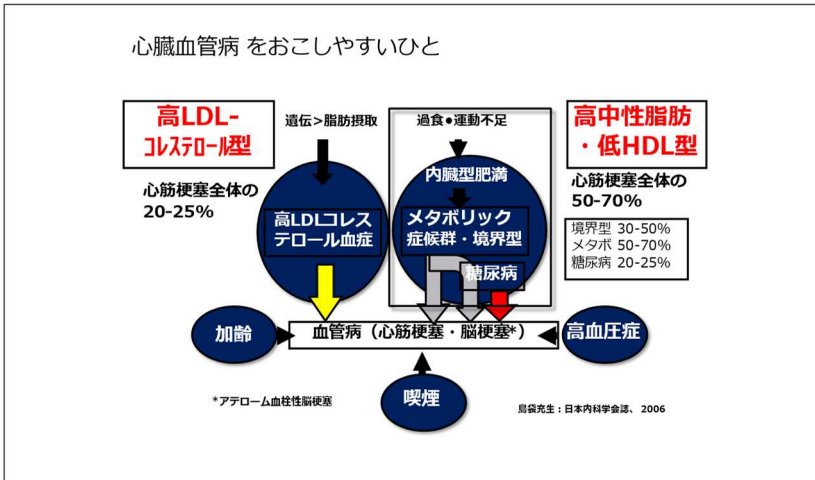 心臓血管病 をおこしやすいひと
高LDL-
コレステロール型
心筋梗塞全体の
20-25%
遺伝>脂肪摂取
高LDLコレス
テロール血症
過食●運動不足
内臓型肥満
メタボリック
症候群・境界型
糖尿病
高中性脂肪
・低HDL型
心筋梗塞全体の
50-70%
境界型 30-50%
メタボ 50-70%
糖尿病 20-25%
加齢
血管病（心筋梗塞・脳梗塞*）
高血圧症
喫煙
*アテローム血栓性脳梗塞
島袋充生：日本内科学会誌、 2006